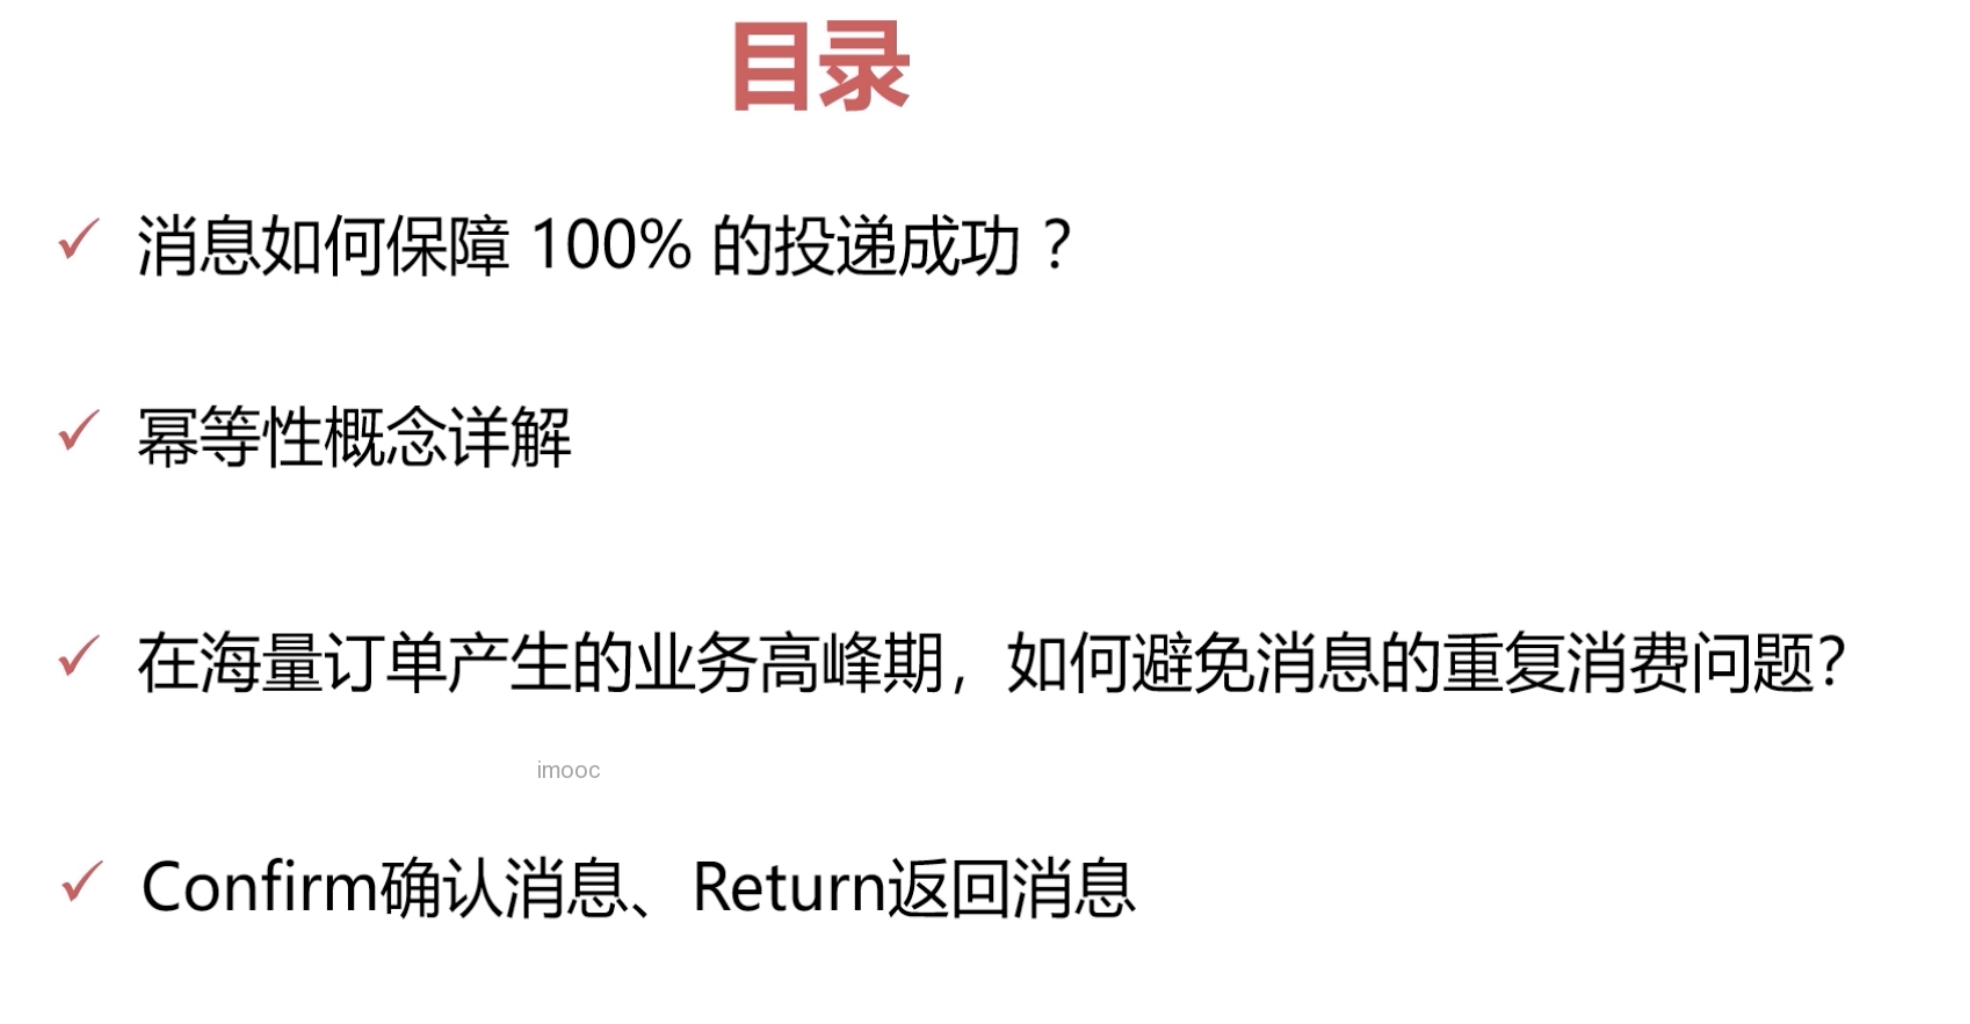 目录
消息如何保障 100% 的投递成功？
幂等性概念详解
在海量订单产生的业务高峰期，如何避免消息的重复消费问题？
imooc
Confirm确认消息、Return返回消息